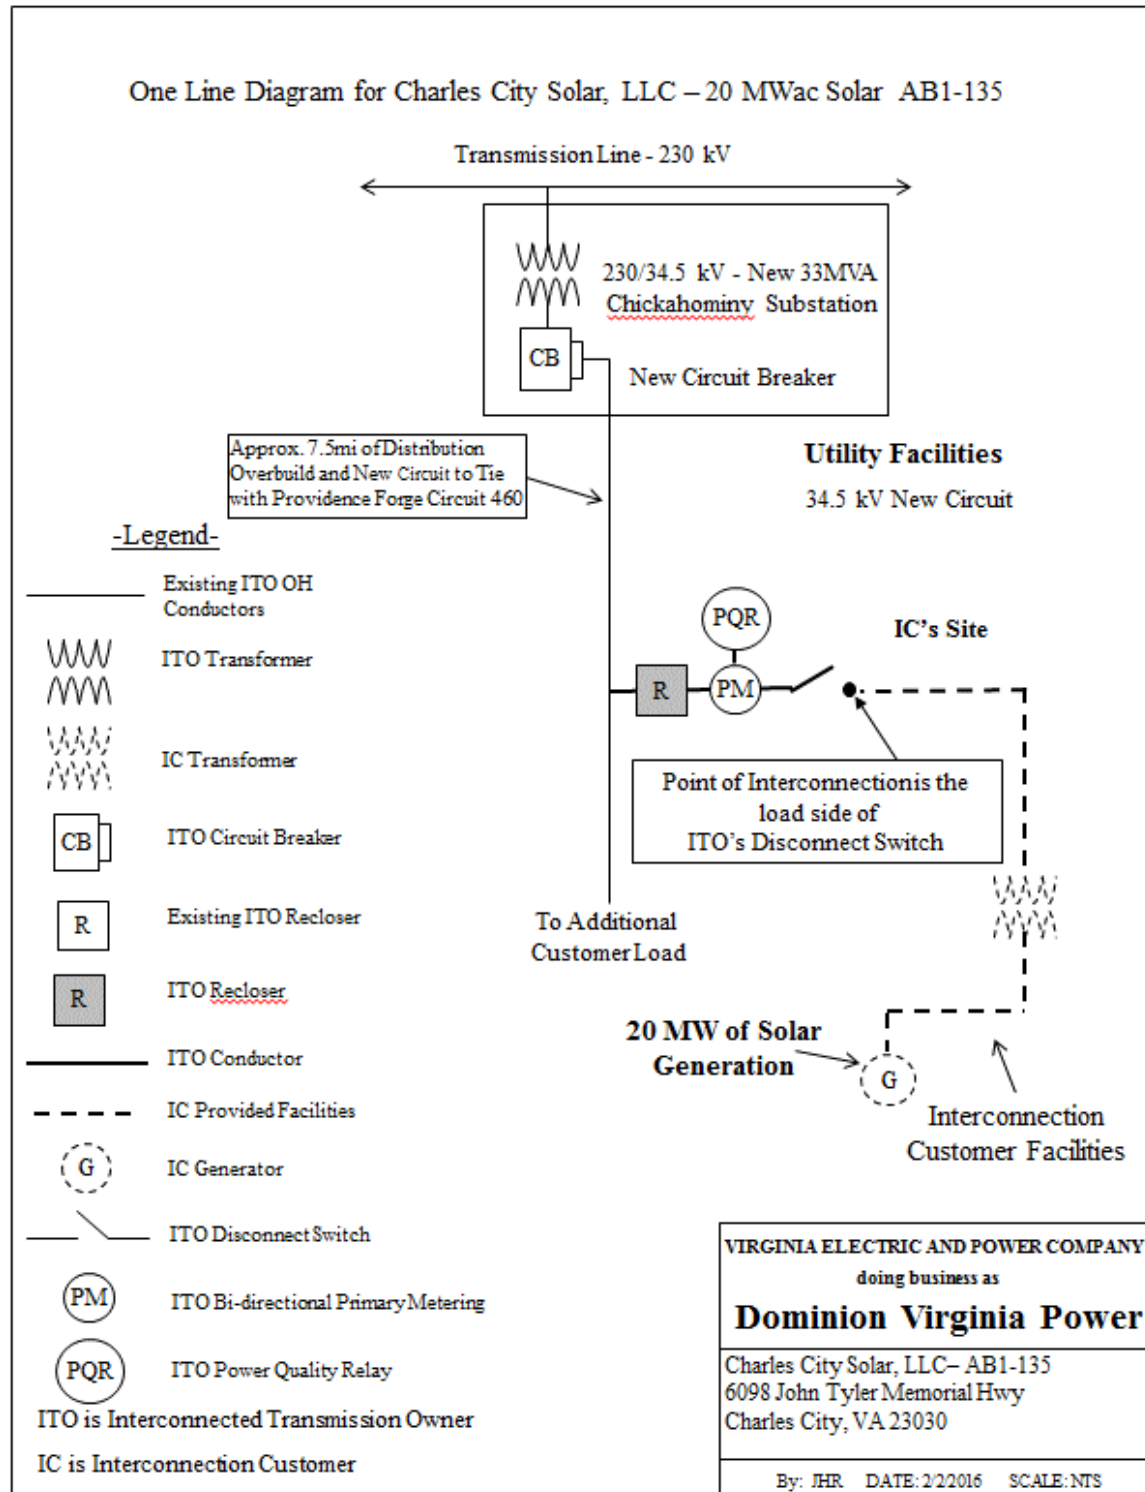 One Line Diagram for Charles City Solar, LLC – 20 MWac Solar AB1-135
Transmission Line - 230 kV
230/34.5 kV - New 33MVA
Chickahominy Substation
CB
New Circuit Breaker
Approx. 7.5mi of Distribution
Overbuild and New Circuit to Tie
with Providence Forge Circuit 460
Utility Facilities
34.5 kV New Circuit
-Legend-
Existing ITO OH
Conductors
ITO Transformer
IC Transformer
CB
ITO Circuit Breaker
R
Existing ITO Recloser
R
ITO Recloser
ITO Conductor
IC Provided Facilities
G
IC Generator
ITO Disconnect Switch
PM
ITO Bi-directional Primary Metering
PQR
ITO Power Quality Relay
ITO is Interconnected Transmission Owner
IC is Interconnection Customer
PQR
IC's Site
R
PM
Point of Interconnection is the
load side of
ITO's Disconnect Switch
To Additional
Customer Load
20 MW of Solar
Generation
G
Interconnection
Customer Facilities
VIRGINIA ELECTRIC AND POWER COMPANY
doing business as
Dominion Virginia Power
Charles City Solar, LLC– AB1-135
6098 John Tyler Memorial Hwy
Charles City, VA 23030
By: JHR DATE: 2/2/2016 SCALE: NTS